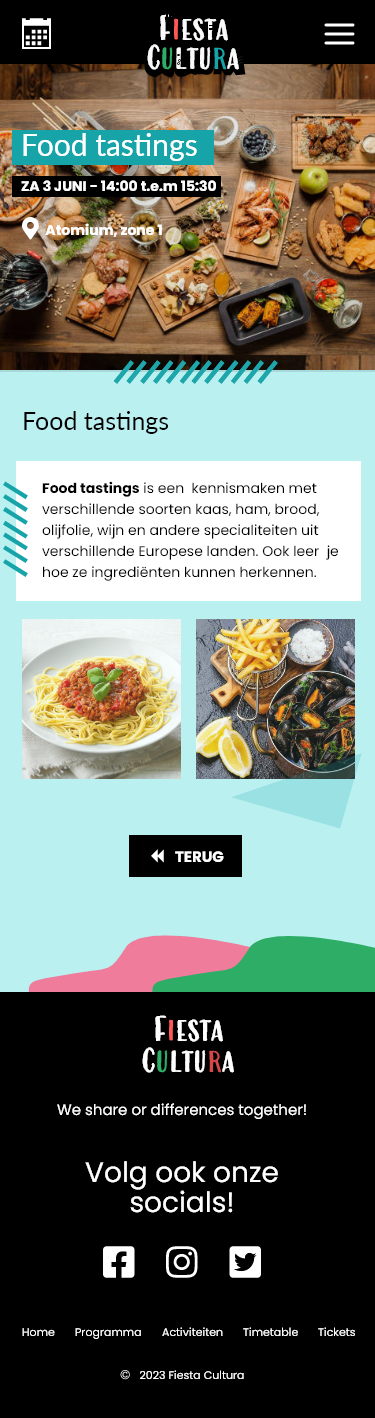 FIESTA
CULTURA
Food tastings
ZA 3 JUNI - 14:00 t.e.m 15:30
Atomium, zone 1
Food tastings
Food tastings is een kennismaken met
verschillende soorten kaas, ham, brood,
olijfolie, wijn en andere specialiteiten uit
verschillende Europese landen. Ook leer je
hoe ze ingrediënten kunnen herkennen.
TERUG
FIESTA
CULTURA
We share or differences together!
Volg ook onze
socials!
Home Programma Activiteiten Timetable Tickets
© 2023 Fiesta Cultura